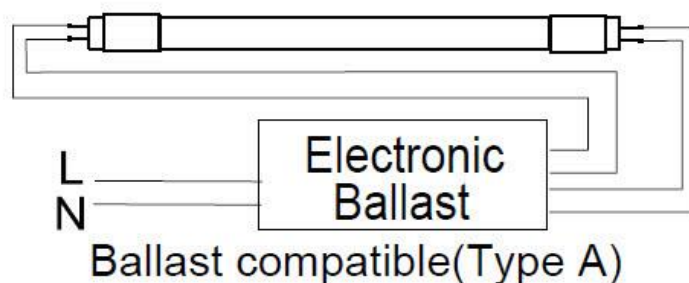 Electronic
Ballast
L
N
Ballast compatible(Type A)